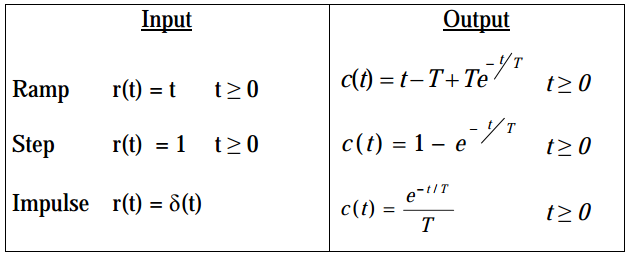 Input Output
Ramp r(t) = t t ≥ 0 c(t) = t – T + Te^(– t/T) t ≥ 0
Step r(t) = 1 t ≥ 0 c(t) = 1 – e^(– t/T) t ≥ 0
Impulse r(t) = δ(t) c(t) = e^(–t/T) / T t ≥ 0